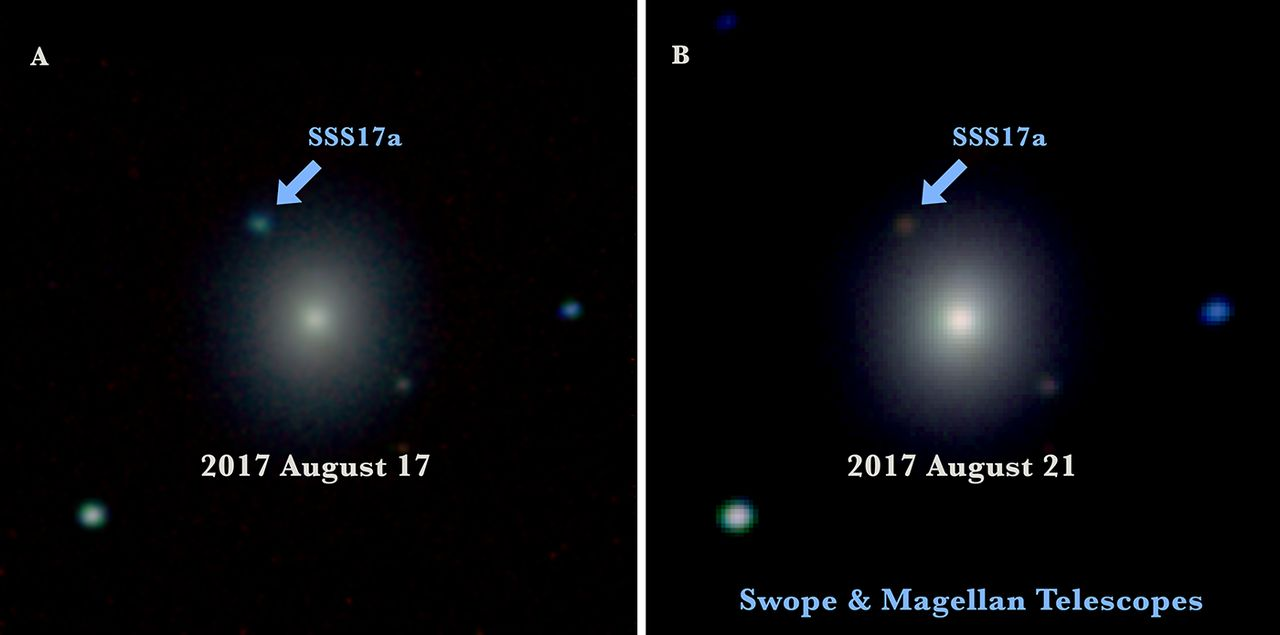 A
SSS17a
2017 August 17
B
SSS17a
2017 August 21
Swope & Magellan Telescopes